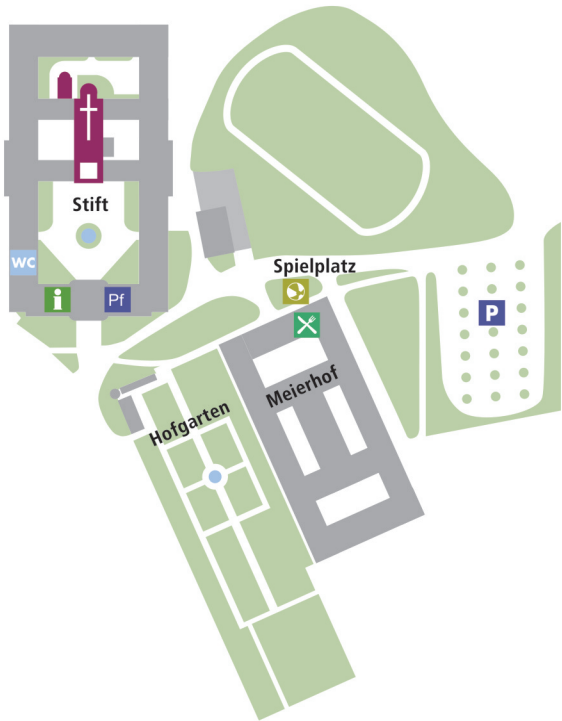 Stift
WC
i
Pf
Spielplatz
P
Meierhof
Hofgarten